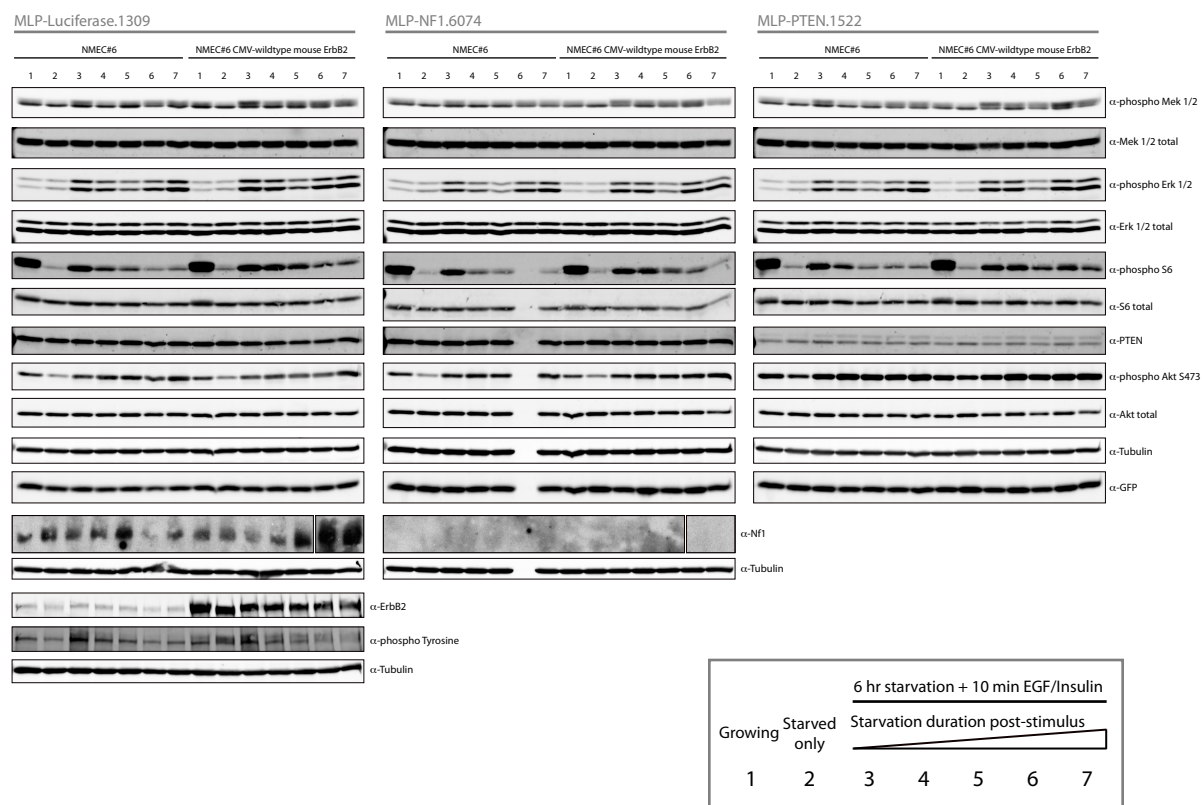 MLP-Luciferase.1309
MLP-NF1.6074
MLP-PTEN.1522
NMEC#6 NMEC#6 CMV-wildtype mouse ErbB2
NMEC#6 NMEC#6 CMV-wildtype mouse ErbB2
NMEC#6 NMEC#6 CMV-wildtype mouse ErbB2
1 2 3 4 5 6 7 1 2 3 4 5 6 7
1 2 3 4 5 6 7 1 2 3 4 5 6 7
1 2 3 4 5 6 7 1 2 3 4 5 6 7
α-phospho Mek 1/2
α-Mek 1/2 total
α-phospho Erk 1/2
α-Erk 1/2 total
α-phospho S6
α-S6 total
α-PTEN
α-phospho Akt S473
α-Akt total
α-Tubulin
α-GFP
α-Nf1
α-Tubulin
α-ErbB2
α-phospho Tyrosine
α-Tubulin
6 hr starvation + 10 min EGF/Insulin
Growing
Starved
only
Starvation duration post-stimulus
1 2 3 4 5 6 7